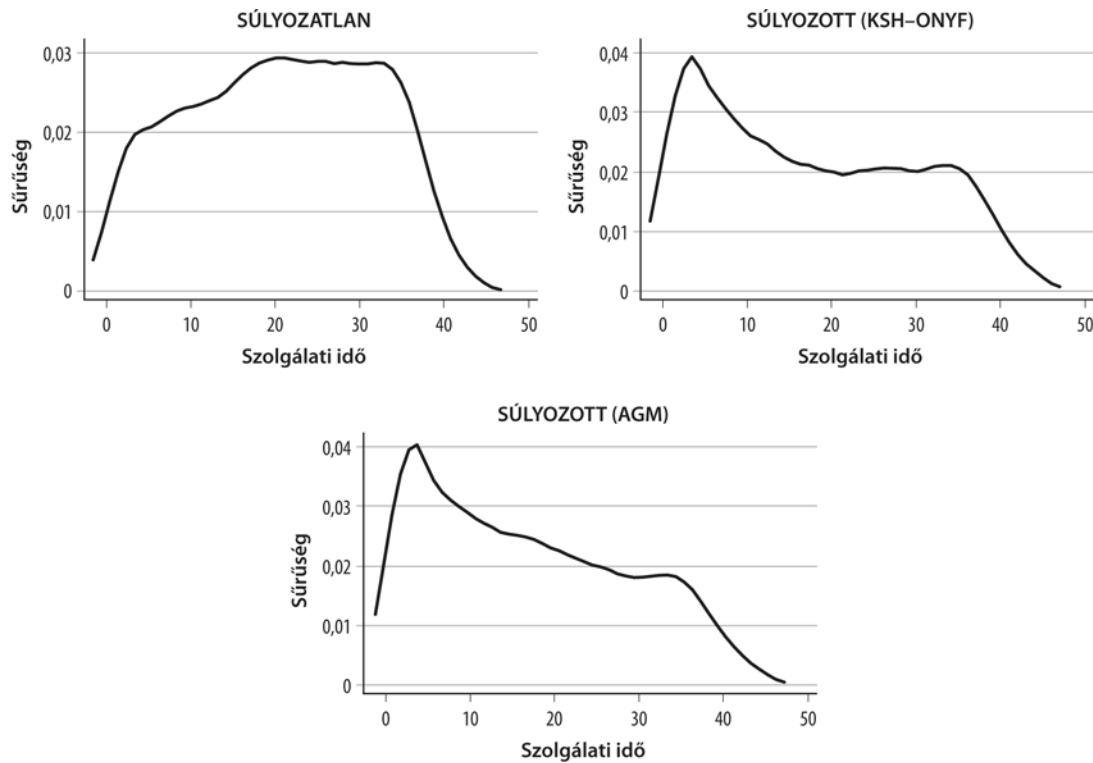 SÚLYOZATLAN
0,03
0,02
0,01
0
Sűrűség
0 10 20 30 40 50
Szolgálati idő
SÚLYOZOTT (KSH–ONYF)
0,04
0,03
0,02
0,01
0
Sűrűség
0 10 20 30 40 50
Szolgálati idő
SÚLYOZOTT (AGM)
0,04
0,03
0,02
0,01
0
Sűrűség
0 10 20 30 40 50
Szolgálati idő